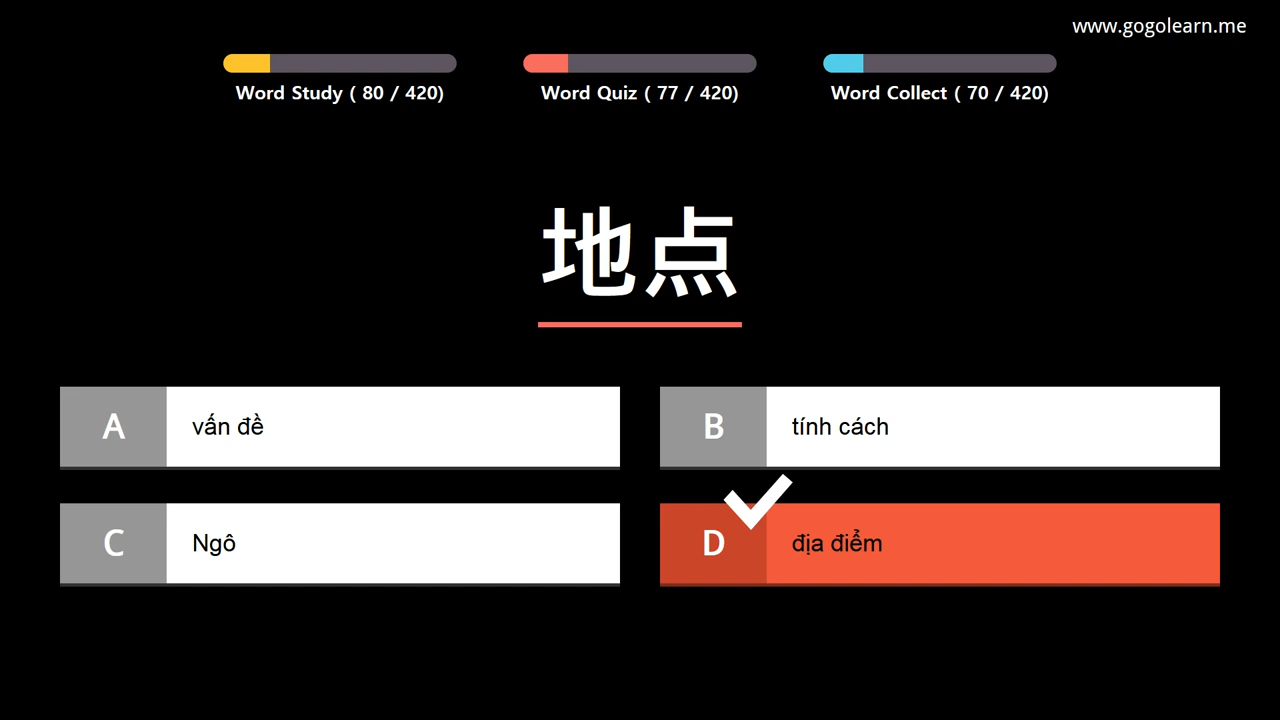 www.gogolearn.me
Word Study ( 80 / 420)
Word Quiz ( 77 / 420)
Word Collect ( 70 / 420)
地点
A
vấn đề
B
tính cách
C
Ngô
D
địa điểm